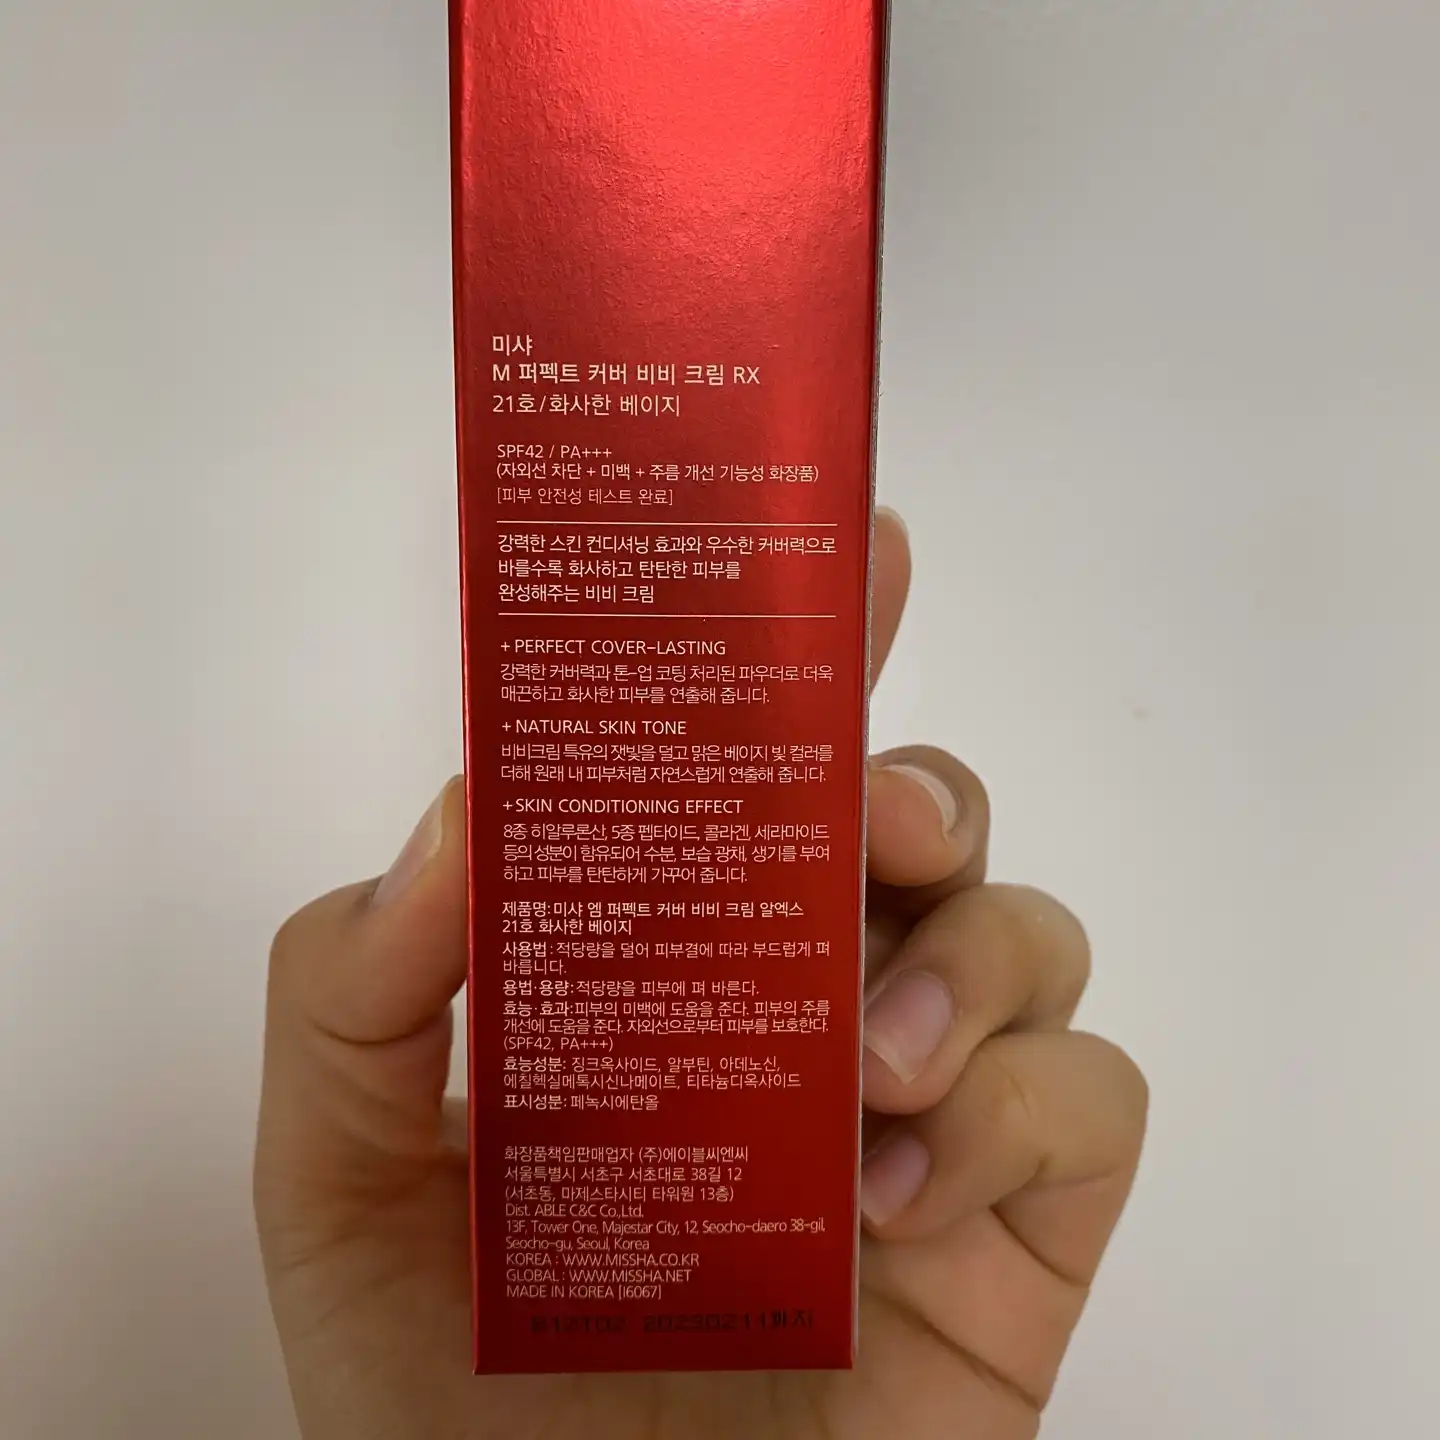 미샤
M 퍼펙트 커버 비비 크림 RX
21호/화사한 베이지
SPF42 / PA+++
(자외선 차단 + 미백 + 주름 개선 기능성 화장품)
[피부 안전성 테스트 완료]
강력한 스킨 컨디셔닝 효과와 우수한 커버력으로
바를수록 화사하고 탄탄한 피부를
완성해주는 비비 크림
+ PERFECT COVER-LASTING
강력한 커버력과 톤-업 코팅 처리된 파우더로 더욱
매끈하고 화사한 피부를 연출해 줍니다.
+ NATURAL SKIN TONE
비비크림 특유의 잿빛을 덜고 맑은 베이지 빛 컬러를
더해 원래 내 피부처럼 자연스럽게 연출해 줍니다.
+ SKIN CONDITIONING EFFECT
8종 히알루론산, 5종 펩타이드, 콜라겐, 세라마이드
등의 성분이 함유되어 수분, 보습 광채, 생기를 부여
하고 피부를 탄탄하게 가꾸어 줍니다.
제품명: 미샤 엠 퍼펙트 커버 비비 크림 알엑스
21호 화사한 베이지
사용법: 적당량을 덜어 피부결에 따라 부드럽게 펴
바릅니다.
용법·용량: 적당량을 피부에 펴 바른다.
효능·효과: 피부의 미백에 도움을 준다. 피부의 주름
개선에 도움을 준다. 자외선으로부터 피부를 보호한다.
(SPF42, PA+++)
효능성분: 징크옥사이드, 알부틴, 아데노신,
에칠헥실메톡시신나메이트, 티타늄디옥사이드
표시성분: 페녹시에탄올
화장품책임판매업자 (주)에이블씨엔씨
서울특별시 서초구 서초대로 38길 12
(서초동, 마제스타시티 타워원 13층)
Dist. ABLE C&C Co.,Ltd.
13F, Tower One, Majestar City, 12, Seocho-daero 38-gil,
Seocho-gu, Seoul, Korea
KOREA : WWW.MISSHA.CO.KR
GLOBAL : WWW.MISSHA.NET
MADE IN KOREA [I6067]
20230211까지